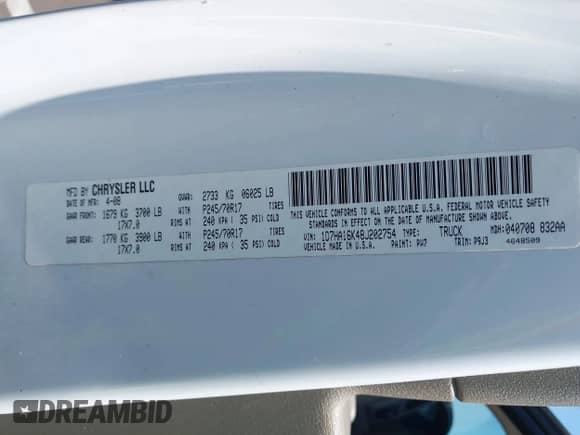 MFD BY CHRYSLER LLC
DATE OF MFR: 4-08 GVWR: 2733 KG 06025 LB
GAWR FRONT: 1679 KG 3700 LB WITH P245/70R17 TIRES
17X7.0 RIMS AT 240 KPA ( 35 PSI) COLD
GAWR REAR: 1770 KG 3900 LB WITH P245/70R17 TIRES
17X7.0 RIMS AT 240 KPA ( 35 PSI) COLD
THIS VEHICLE CONFORMS TO ALL APPLICABLE U.S.A. FEDERAL MOTOR VEHICLE SAFETY
STANDARDS IN EFFECT ON THE DATE OF MANUFACTURE SHOWN ABOVE.
VIN: 1D7HA16K48J202754 TYPE: TRUCK MDH: 040708 832AA
VEHICLE MADE IN U.S.A. PAINT: PW7 TRIM: P9J3 4648509
DREAMBID